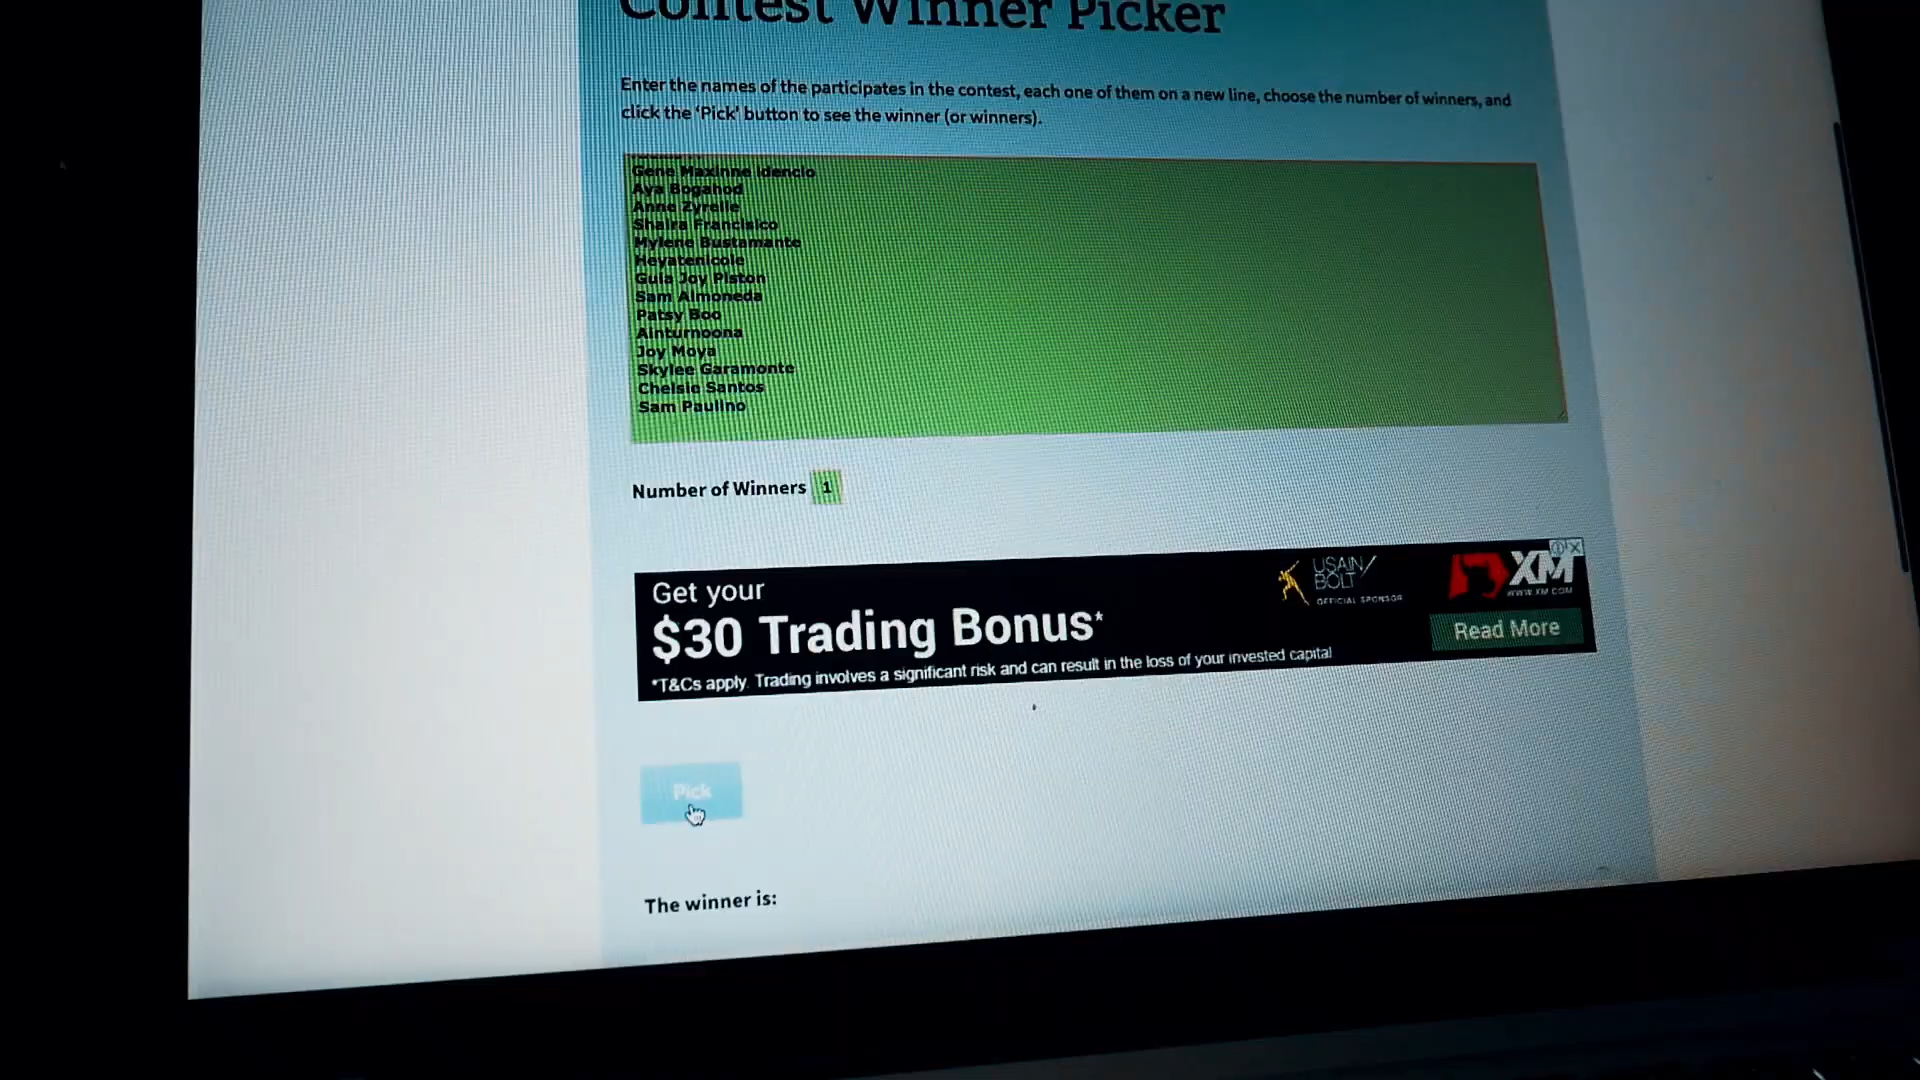 Contest Winner Picker
Enter the names of the participates in the contest, each one of them on a new line, choose the number of winners, and
click the 'Pick' button to see the winner (or winners).
Gene Maxinne Idencio
Aya Bogahod
Anne Zyrelle
Shaira Francisico
Mylene Bustamante
Heyatenicole
Guia Joy Piston
Sam Almoneda
Patsy Boo
Ainturnoona
Joy Moya
Skylee Garamonte
Chelsie Santos
Sam Paulino
Number of Winners 1
Get your
$30 Trading Bonus*
*T&Cs apply. Trading involves a significant risk and can result in the loss of your invested capital
USAIN
BOLT
OFFICIAL SPONSOR
XM
WWW.XM.COM
Read More
Pick
The winner is: